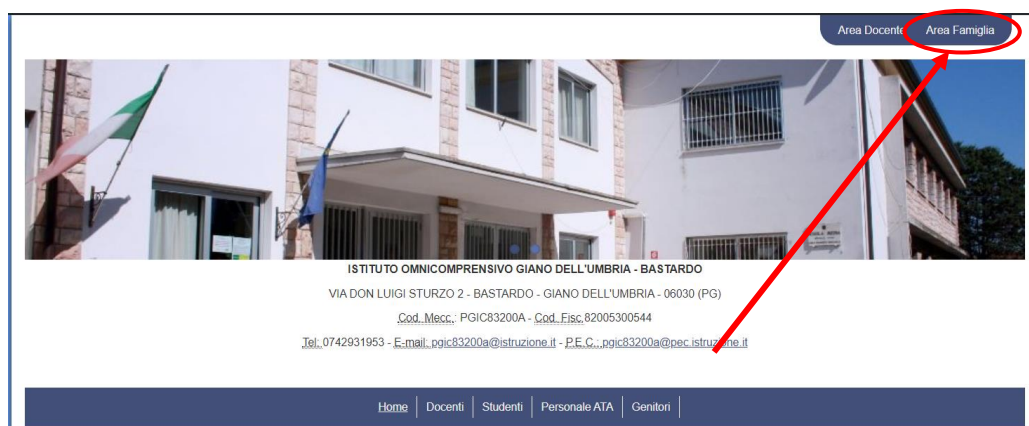 Area Docente Area Famiglia
ISTITUTO OMNICOMPRENSIVO GIANO DELL'UMBRIA - BASTARDO
VIA DON LUIGI STURZO 2 - BASTARDO - GIANO DELL'UMBRIA - 06030 (PG)
Cod. Mecc.: PGIC83200A - Cod. Fisc.82005300544
Tel: 0742931953 - E-mail: pgic83200a@istruzione.it - P.E.C.: pgic83200a@pec.istruzione.it
Home Docenti Studenti Personale ATA Genitori